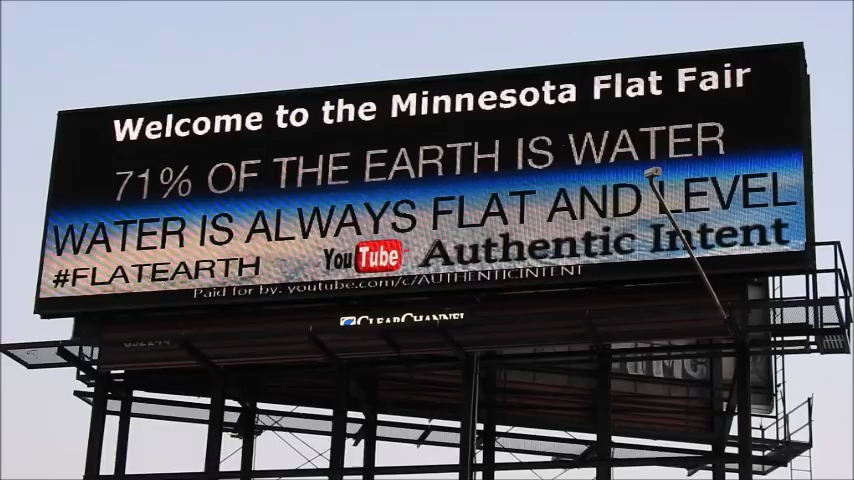 Welcome to the Minnesota Flat Fair
71% OF THE EARTH IS WATER
WATER IS ALWAYS FLAT AND LEVEL
#FLATEARTH YouTube Authentic Intent
Paid for by: youtube.com/c/AUTHENTICINTENT
CLEARCHANNEL